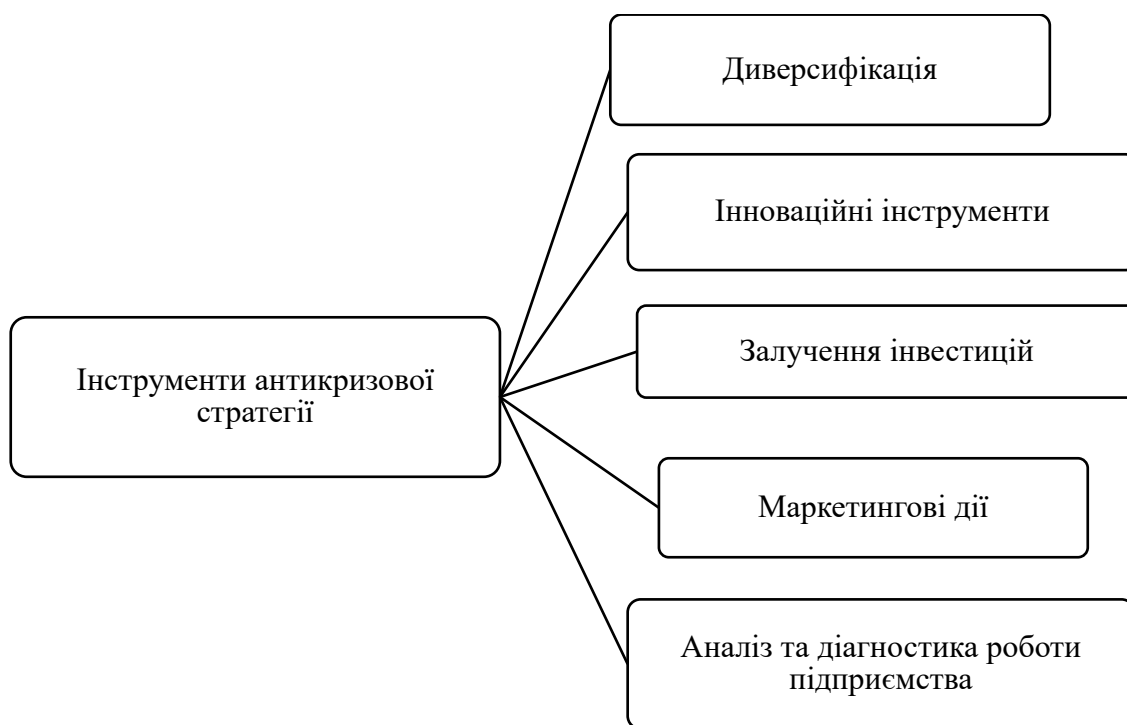 Диверсифікація
Інноваційні інструменти
Залучення інвестицій
Інструменти антикризової
стратегії
Маркетингові дії
Аналіз та діагностика роботи
підприємства